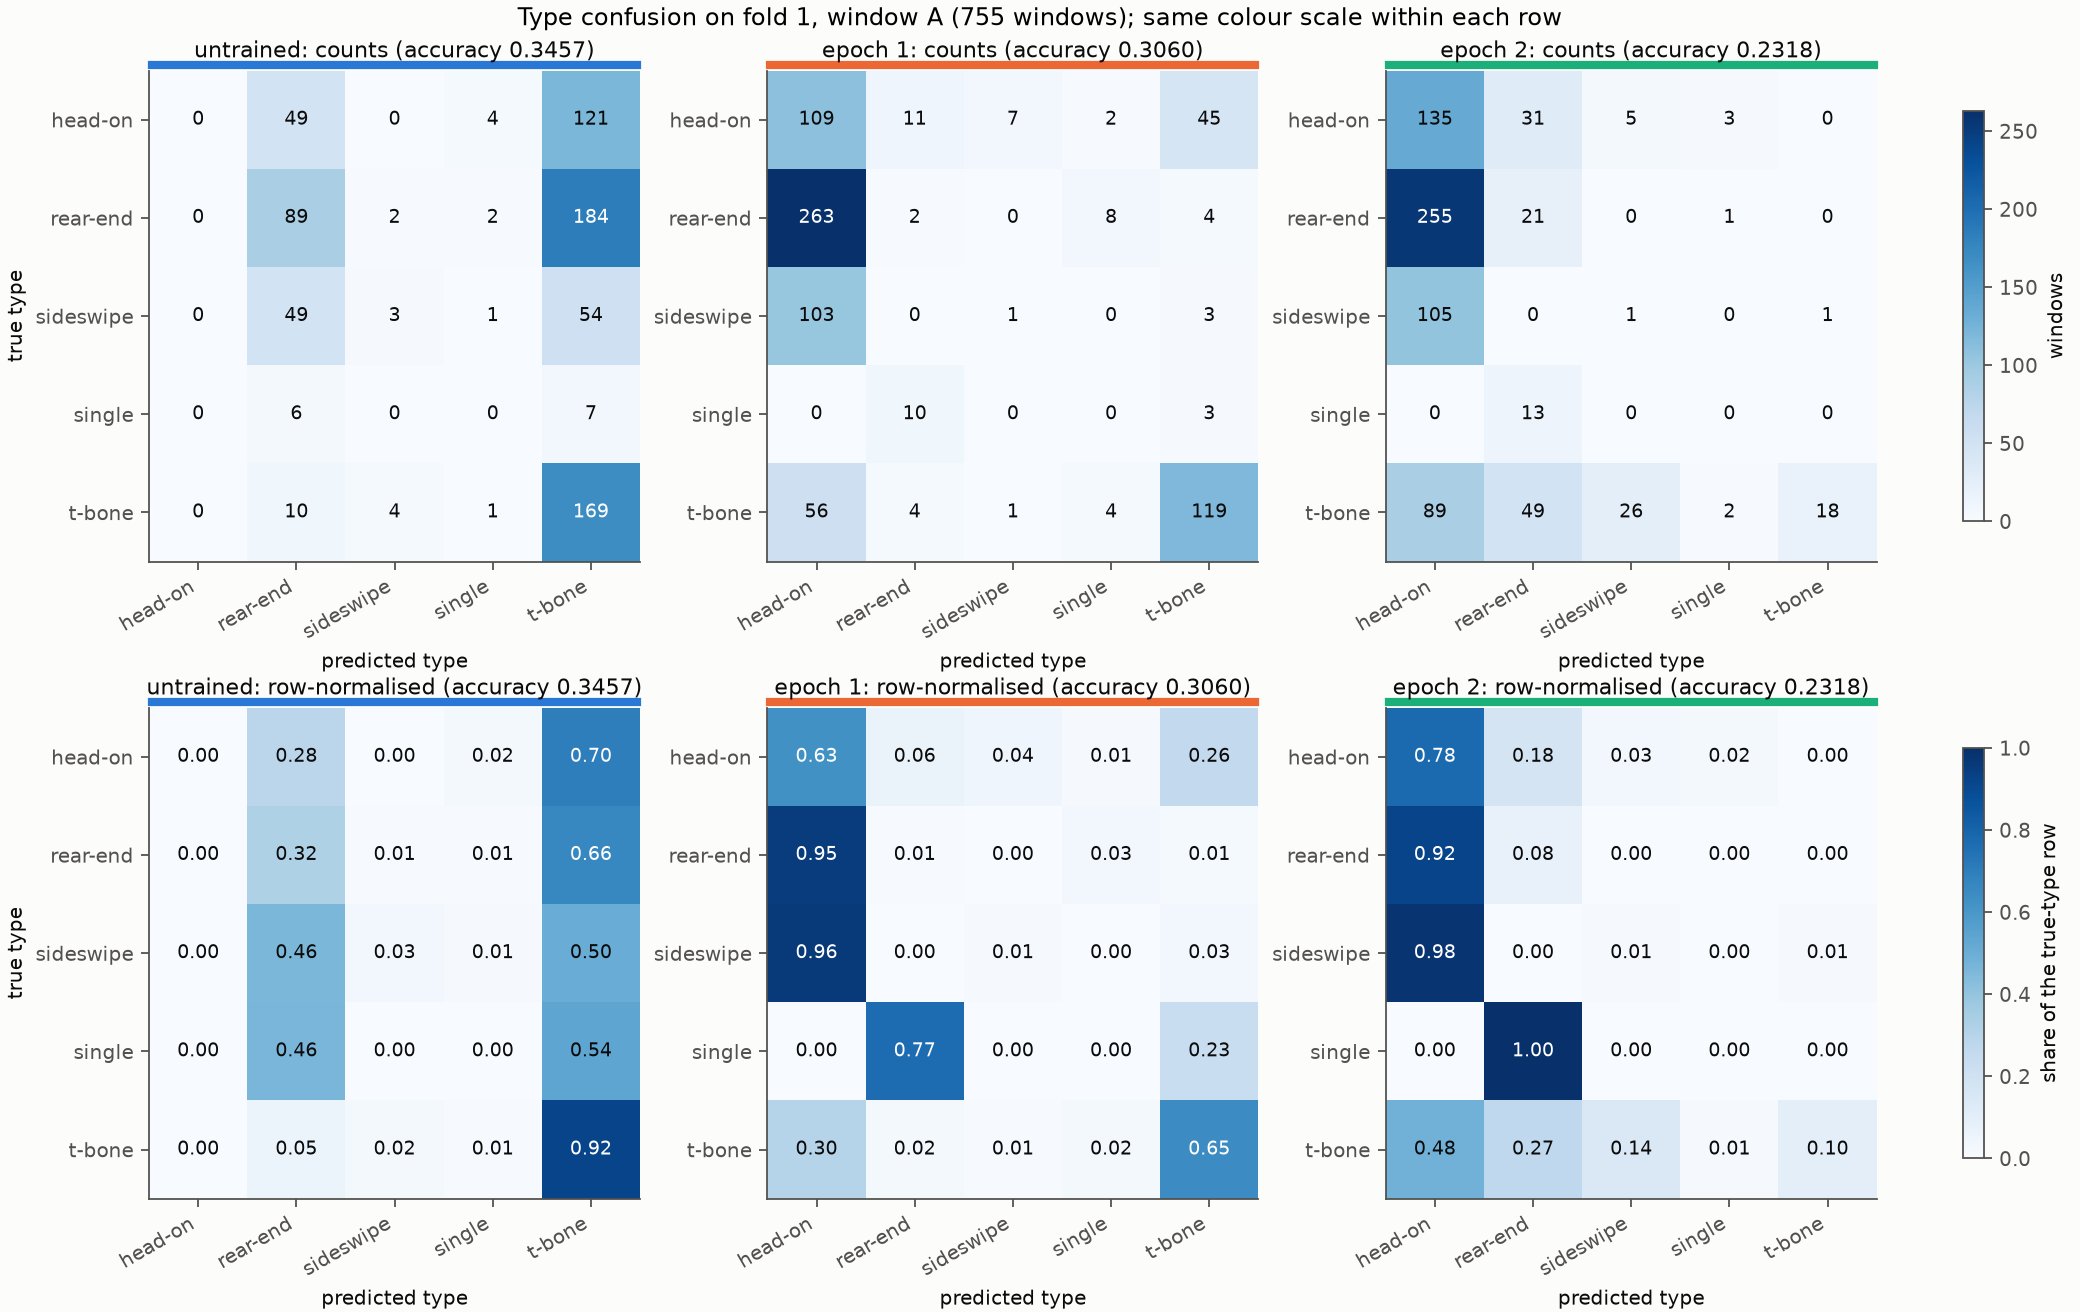 Type confusion on fold 1, window A (755 windows); same colour scale within each row
untrained: counts (accuracy 0.3457)
epoch 1: counts (accuracy 0.3060)
epoch 2: counts (accuracy 0.2318)
true type
head-on 0 49 0 4 121
rear-end 0 89 2 2 184
sideswipe 0 49 3 1 54
single 0 6 0 0 7
t-bone 0 10 4 1 169
head-on rear-end sideswipe single t-bone
predicted type
head-on 109 11 7 2 45
rear-end 263 2 0 8 4
sideswipe 103 0 1 0 3
single 0 10 0 0 3
t-bone 56 4 1 4 119
head-on rear-end sideswipe single t-bone
predicted type
head-on 135 31 5 3 0
rear-end 255 21 0 1 0
sideswipe 105 0 1 0 1
single 0 13 0 0 0
t-bone 89 49 26 2 18
head-on rear-end sideswipe single t-bone
predicted type
250
200
150
100
50
0
windows
untrained: row-normalised (accuracy 0.3457)
epoch 1: row-normalised (accuracy 0.3060)
epoch 2: row-normalised (accuracy 0.2318)
true type
head-on 0.00 0.28 0.00 0.02 0.70
rear-end 0.00 0.32 0.01 0.01 0.66
sideswipe 0.00 0.46 0.03 0.01 0.50
single 0.00 0.46 0.00 0.00 0.54
t-bone 0.00 0.05 0.02 0.01 0.92
head-on rear-end sideswipe single t-bone
predicted type
head-on 0.63 0.06 0.04 0.01 0.26
rear-end 0.95 0.01 0.00 0.03 0.01
sideswipe 0.96 0.00 0.01 0.00 0.03
single 0.00 0.77 0.00 0.00 0.23
t-bone 0.30 0.02 0.01 0.02 0.65
head-on rear-end sideswipe single t-bone
predicted type
head-on 0.78 0.18 0.03 0.02 0.00
rear-end 0.92 0.08 0.00 0.00 0.00
sideswipe 0.98 0.00 0.01 0.00 0.01
single 0.00 1.00 0.00 0.00 0.00
t-bone 0.48 0.27 0.14 0.01 0.10
head-on rear-end sideswipe single t-bone
predicted type
1.0
0.8
0.6
0.4
0.2
0.0
share of the true-type row